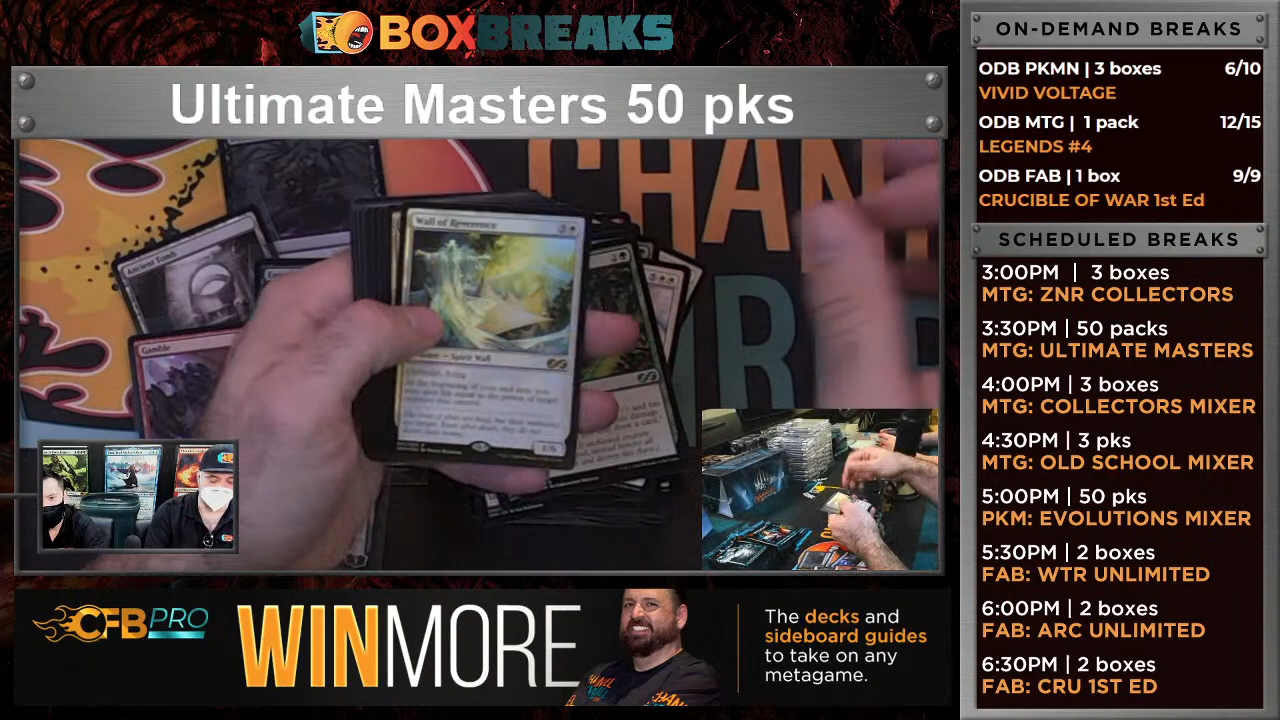 BOXBREAKS
Ultimate Masters 50 pks
Wall of Reverence
Ancient Tomb
Gamble
CFBPRO
WINMORE
The decks and
sideboard guides
to take on any
metagame.
ON-DEMAND BREAKS
ODB PKMN | 3 boxes 6/10
VIVID VOLTAGE
ODB MTG | 1 pack 12/15
LEGENDS #4
ODB FAB | 1 box 9/9
CRUCIBLE OF WAR 1st Ed
SCHEDULED BREAKS
3:00PM | 3 boxes
MTG: ZNR COLLECTORS
3:30PM | 50 packs
MTG: ULTIMATE MASTERS
4:00PM | 3 boxes
MTG: COLLECTORS MIXER
4:30PM | 3 pks
MTG: OLD SCHOOL MIXER
5:00PM | 50 pks
PKM: EVOLUTIONS MIXER
5:30PM | 2 boxes
FAB: WTR UNLIMITED
6:00PM | 2 boxes
FAB: ARC UNLIMITED
6:30PM | 2 boxes
FAB: CRU 1ST ED